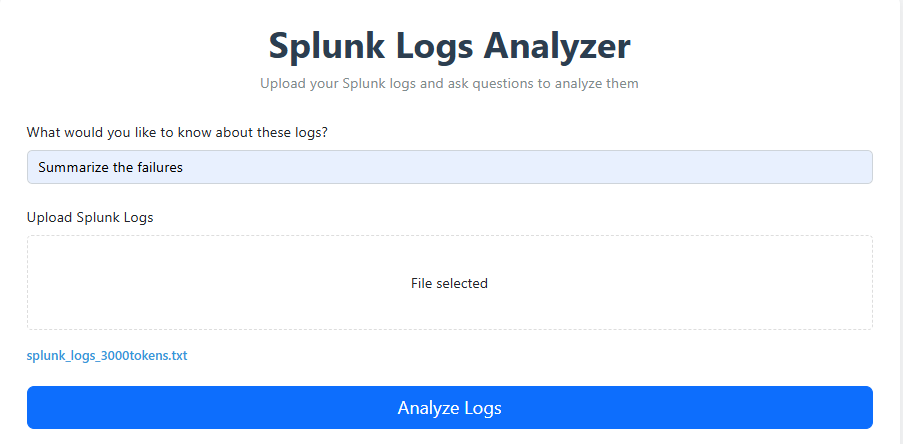 Splunk Logs Analyzer
Upload your Splunk logs and ask questions to analyze them
What would you like to know about these logs?
Summarize the failures
Upload Splunk Logs
File selected
splunk_logs_3000tokens.txt
Analyze Logs